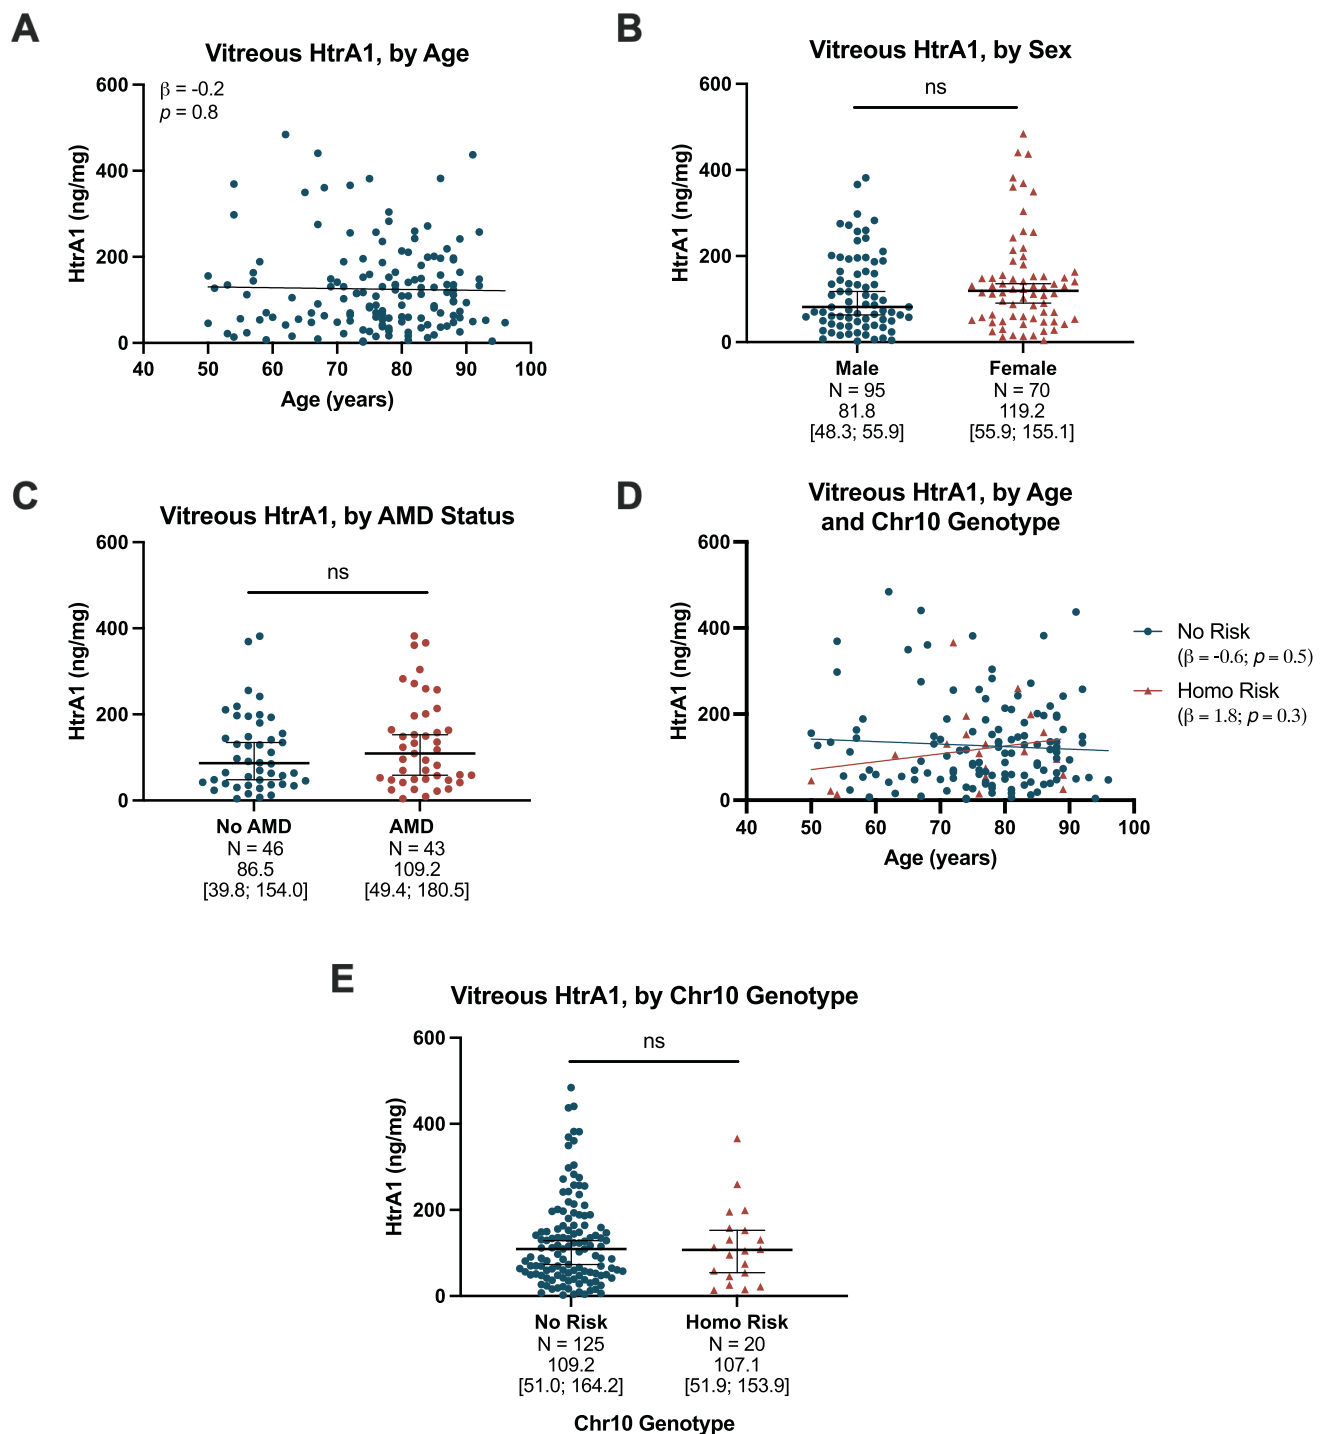 A
Vitreous HtrA1, by Age
β = -0.2
p = 0.8
600
400
200
0
HtrA1 (ng/mg)
40 50 60 70 80 90 100
Age (years)
B
Vitreous HtrA1, by Sex
ns
600
400
200
0
HtrA1 (ng/mg)
Male Female
N = 95 N = 70
81.8 119.2
[48.3; 55.9] [55.9; 155.1]
C
Vitreous HtrA1, by AMD Status
ns
600
400
200
0
HtrA1 (ng/mg)
No AMD AMD
N = 46 N = 43
86.5 109.2
[39.8; 154.0] [49.4; 180.5]
D
Vitreous HtrA1, by Age
and Chr10 Genotype
600
400
200
0
HtrA1 (ng/mg)
40 50 60 70 80 90 100
Age (years)
No Risk
(β = -0.6; p = 0.5)
Homo Risk
(β = 1.8; p = 0.3)
E
Vitreous HtrA1, by Chr10 Genotype
ns
600
400
200
0
HtrA1 (ng/mg)
No Risk Homo Risk
N = 125 N = 20
109.2 107.1
[51.0; 164.2] [51.9; 153.9]
Chr10 Genotype